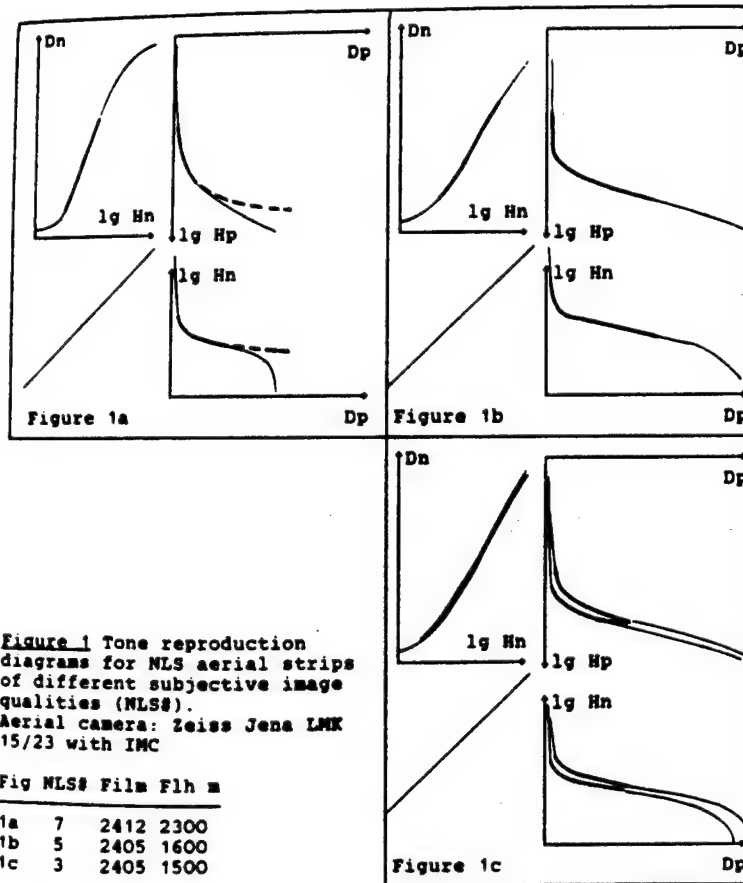 Dn
Dp
lg Hn
lg Hp
lg Hn
Figure 1a
Dp
Dn
Dp
lg Hn
lg Hp
lg Hn
Figure 1b
Dp
Dn
Dp
lg Hn
lg Hp
lg Hn
Figure 1c
Dp
Figure 1 Tone reproduction
diagrams for NLS aerial strips
of different subjective image
qualities (NLS#).
Aerial camera: Zeiss Jena LMK
15/23 with IMC
Fig NLS# Film Flh m
1a 7 2412 2300
1b 5 2405 1600
1c 3 2405 1500